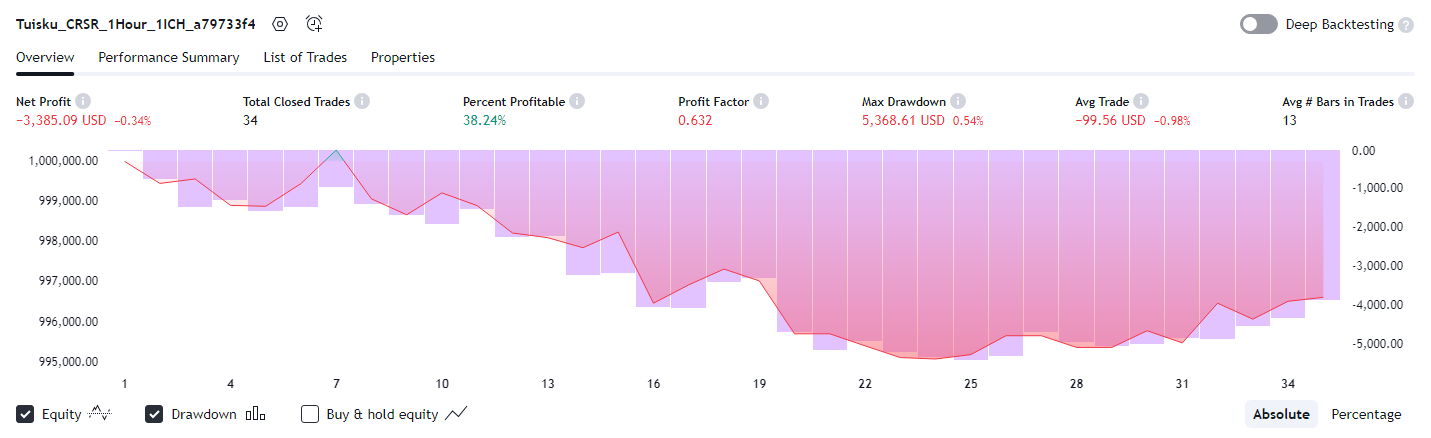 Tuisku_CRSR_1Hour_1ICH_a79733f4 Deep Backtesting ?
Overview Performance Summary List of Trades Properties
Net Profit i Total Closed Trades i Percent Profitable i Profit Factor i Max Drawdown i Avg Trade i Avg # Bars in Trades i
−3,385.09 USD −0.34% 34 38.24% 0.632 5,368.61 USD 0.54% −99.56 USD −0.98% 13
1,000,000.00 0.00
999,000.00 -1,000.00
998,000.00 -2,000.00
997,000.00 -3,000.00
996,000.00 -4,000.00
995,000.00 -5,000.00
1 4 7 10 13 16 19 22 25 28 31 34
Equity Drawdown Buy & hold equity Absolute Percentage